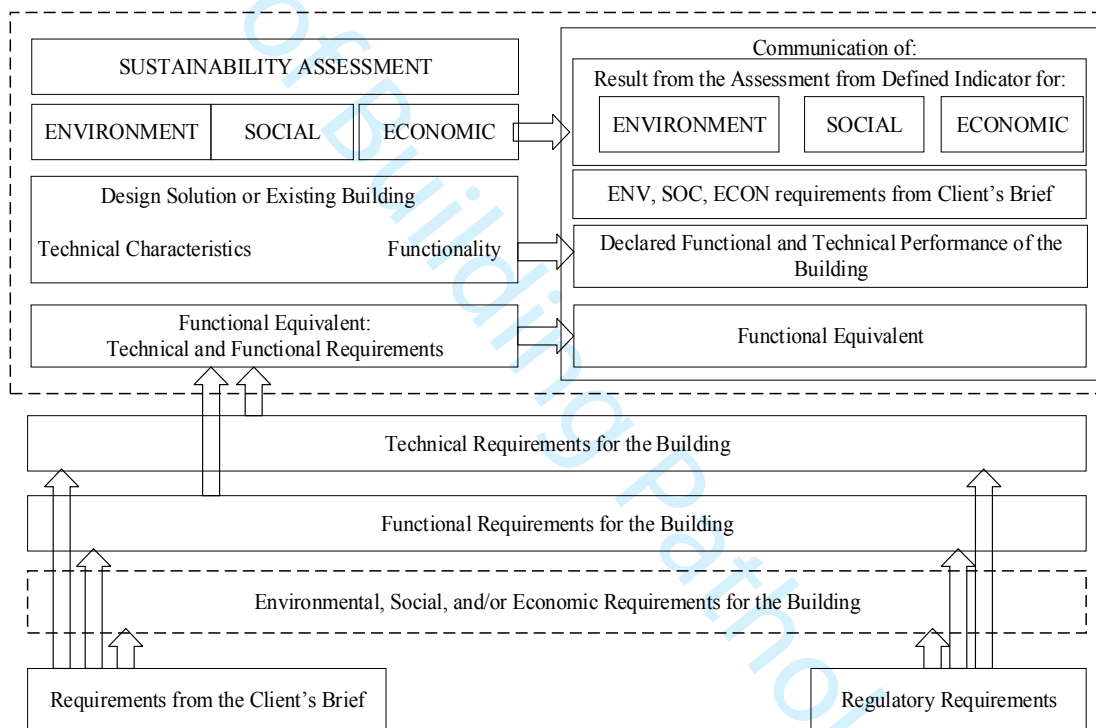 SUSTAINABILITY ASSESSMENT
ENVIRONMENT
SOCIAL
ECONOMIC
Design Solution or Existing Building
Technical Characteristics
Functionality
Functional Equivalent:
Technical and Functional Requirements
Communication of:
Result from the Assessment from Defined Indicator for:
ENVIRONMENT
SOCIAL
ECONOMIC
ENV, SOC, ECON requirements from Client’s Brief
Declared Functional and Technical Performance of the
Building
Functional Equivalent
Technical Requirements for the Building
Functional Requirements for the Building
Environmental, Social, and/or Economic Requirements for the Building
Requirements from the Client’s Brief
Regulatory Requirements
of Building Pathol